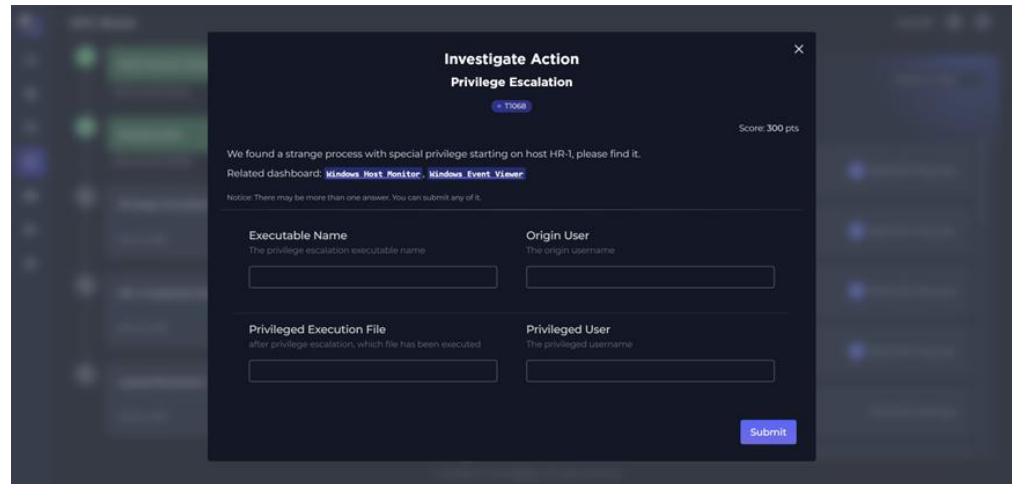 Investigate Action
Privilege Escalation
T1068
Score: 300 pts
We found a strange process with special privilege starting on host HR-1, please find it.
Related dashboard: Windows Host Monitor, Windows Event Viewer
Notice: There may be more than one answer. You can submit any of it.
Executable Name
The privilege escalation executable name
Origin User
The origin username
Privileged Execution File
after privilege escalation, which file has been executed
Privileged User
The privileged username
Submit